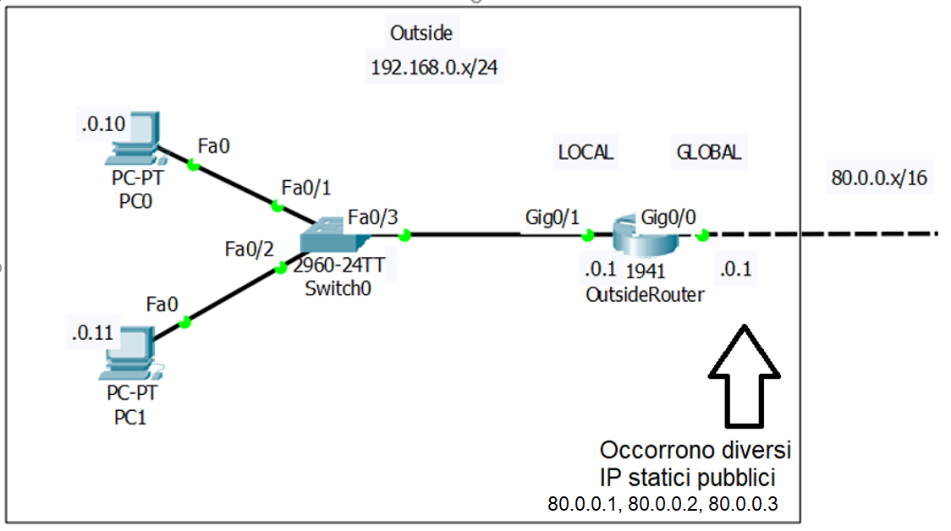 Outside
192.168.0.x/24
.0.10
Fa0
PC-PT
PC0
Fa0/1
LOCAL
GLOBAL
80.0.0.x/16
Fa0/3
Gig0/1
Gig0/0
Fa0/2
2960-24TT
Switch0
.0.1
1941
.0.1
OutsideRouter
Fa0
.0.11
PC-PT
PC1
Occorrono diversi
IP statici pubblici
80.0.0.1, 80.0.0.2, 80.0.0.3